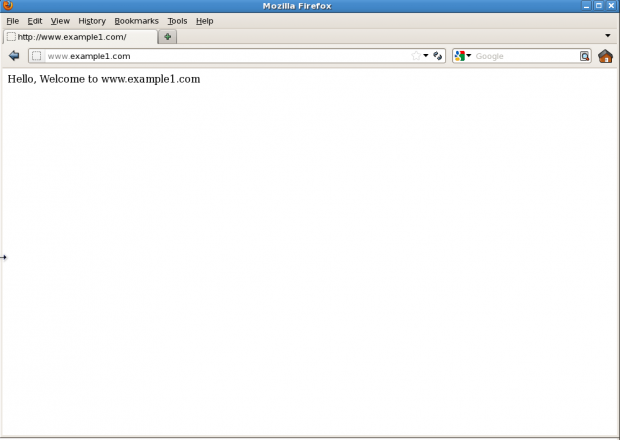 Mozilla Firefox
File Edit View History Bookmarks Tools Help
http://www.example1.com/
www.example1.com
Google
Hello, Welcome to www.example1.com